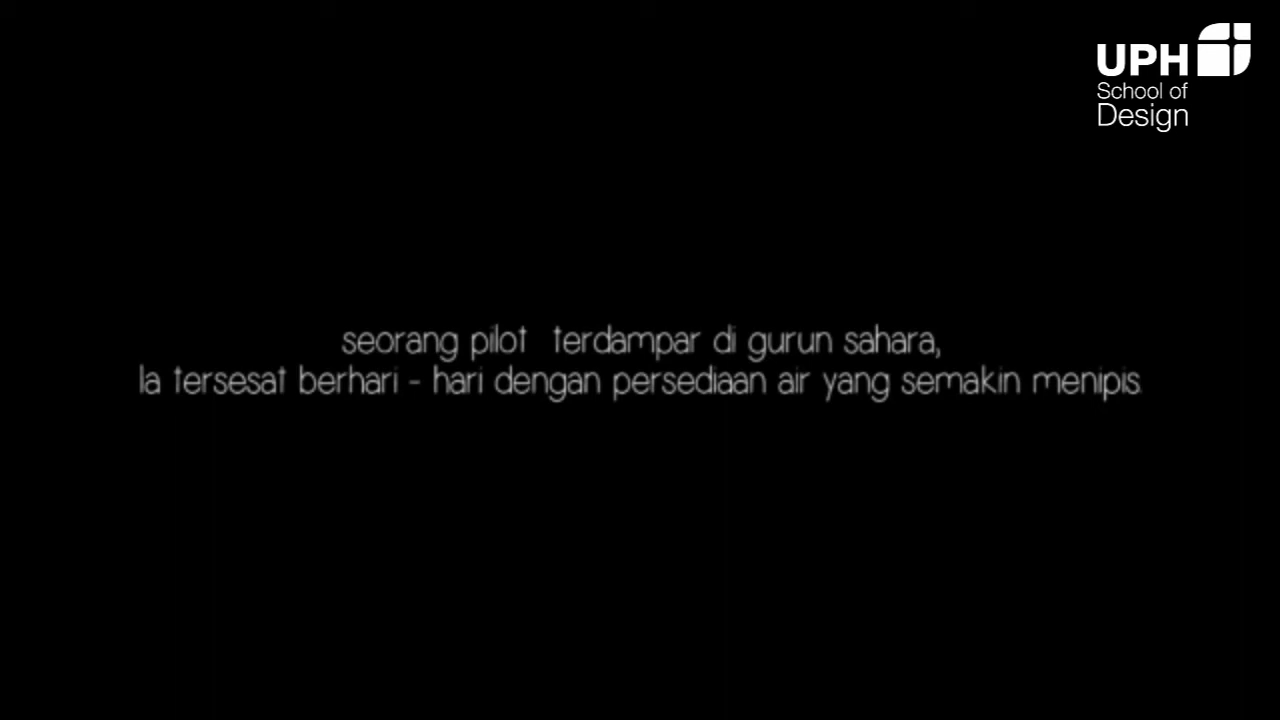 UPH
School of
Design
seorang pilot terdampar di gurun sahara,
Ia tersesat berhari - hari dengan persediaan air yang semakin menipis.